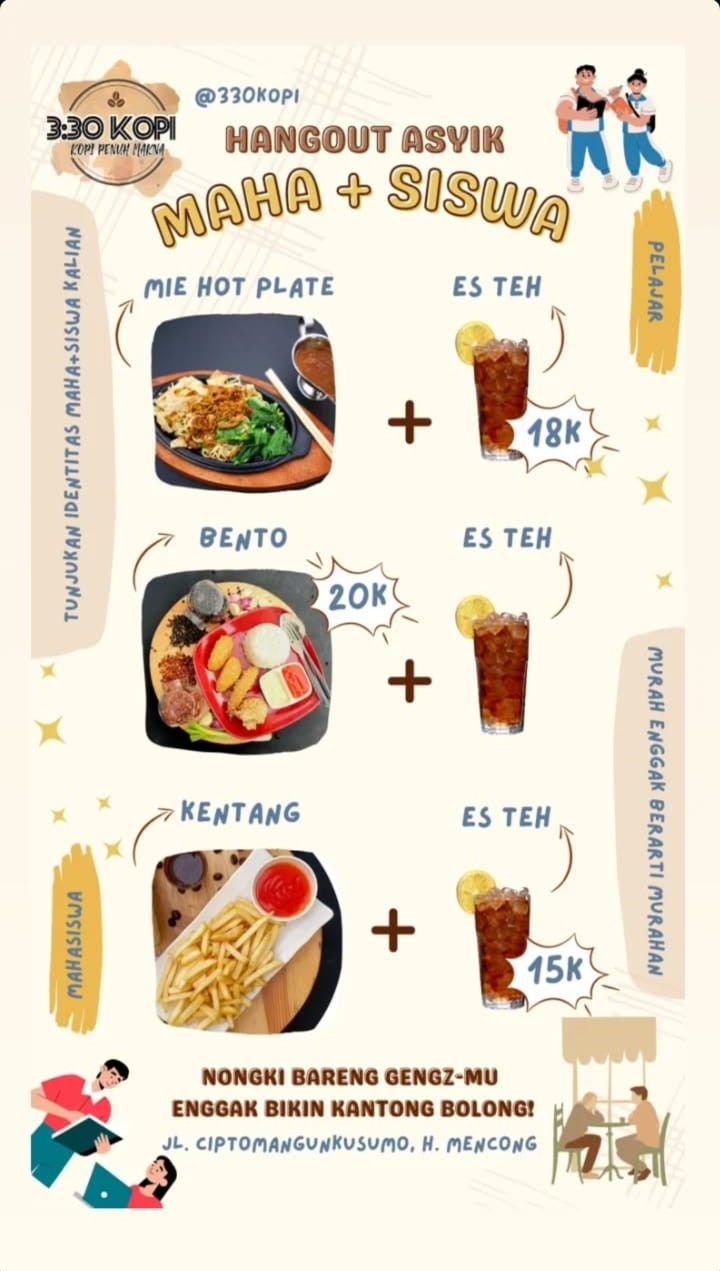 3:30 KOPI
KOPI PENUH MAKNA
@330KOPI
HANGOUT ASYIK
MAHA + SISWA
TUNJUKAN IDENTITAS MAHA+SISWA KALIAN
PELAJAR
MIE HOT PLATE
ES TEH
+
18K
BENTO
ES TEH
20K
+
MURAH ENGGAK BERARTI MURAHAN
KENTANG
ES TEH
+
15K
MAHASISWA
NONGKI BARENG GENGZ-MU
ENGGAK BIKIN KANTONG BOLONG!
JL. CIPTOMANGUNKUSUMO, H. MENCONG